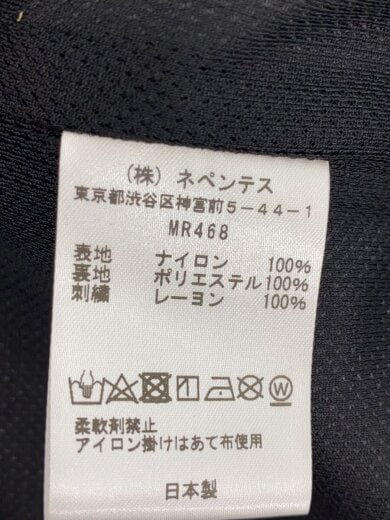 (株) ネペンテス
東京都渋谷区神宮前5-44-1
MR468
表地 ナイロン 100%
裏地 ポリエステル100%
刺繍 レーヨン 100%
W
柔軟剤禁止
アイロン掛けはあて布使用
日本製